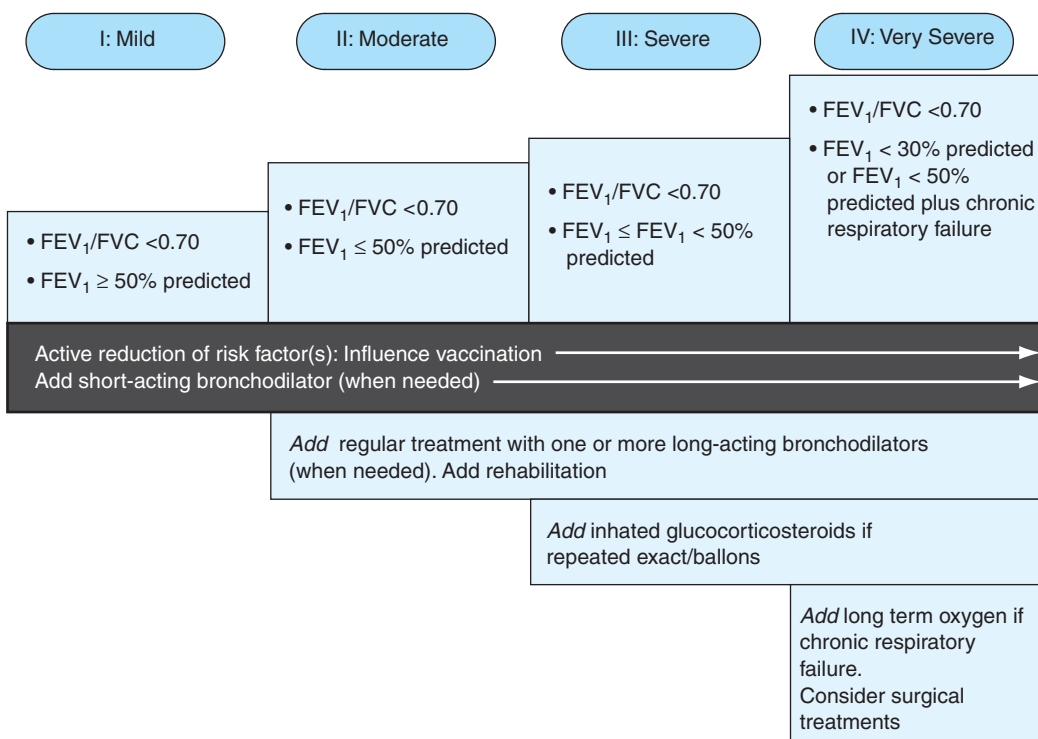 I: Mild
II: Moderate
III: Severe
IV: Very Severe
• FEV₁/FVC <0.70
• FEV₁ ≥ 50% predicted
• FEV₁/FVC <0.70
• FEV₁ ≤ 50% predicted
• FEV₁/FVC <0.70
• FEV₁ ≤ FEV₁ < 50%
predicted
• FEV₁/FVC <0.70
• FEV₁ < 30% predicted
or FEV₁ < 50%
predicted plus chronic
respiratory failure
Active reduction of risk factor(s): Influence vaccination
Add short-acting bronchodilator (when needed)
Add regular treatment with one or more long-acting bronchodilators
(when needed). Add rehabilitation
Add inhated glucocorticosteroids if
repeated exact/ballons
Add long term oxygen if
chronic respiratory
failure.
Consider surgical
treatments